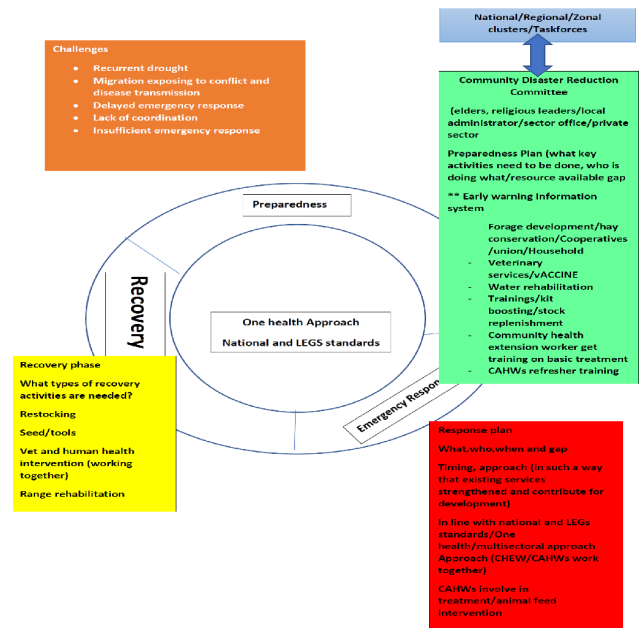 National/Regional/Zonal
clusters/Taskforces
Challenges
• Recurrent drought
• Migration exposing to conflict and
disease transmission
• Delayed emergency response
• Lack of coordination
• Insufficient emergency response
Community Disaster Reduction
Committee
(elders, religious leaders/local
administrator/sector office/private
sector
Preparedness Plan (what key
activities need to be done, who is
doing what/resource available gap
** Early warning information
system
Forage development/hay
conservation/Cooperatives
/union/Household
- Veterinary
services/vACCINE
- Water rehabilitation
- Trainings/kit
boosting/stock
replenishment
- Community health
extension worker get
training on basic treatment
- CAHWs refresher training
Preparedness
Recovery
One health Approach
National and LEGS standards
Emergency Respon
Recovery phase
What types of recovery
activities are needed?
Restocking
Seed/tools
Vet and human health
intervention (working
together)
Range rehabilitation
Response plan
What,who,when and gap
Timing, approach (in such a way
that existing services
strengthened and contribute for
development)
In line with national and LEGs
standards/One
health/multisectoral approach
Approach (CHEW/CAHWs work
together)
CAHWs involve in
treatment/animal feed
intervention